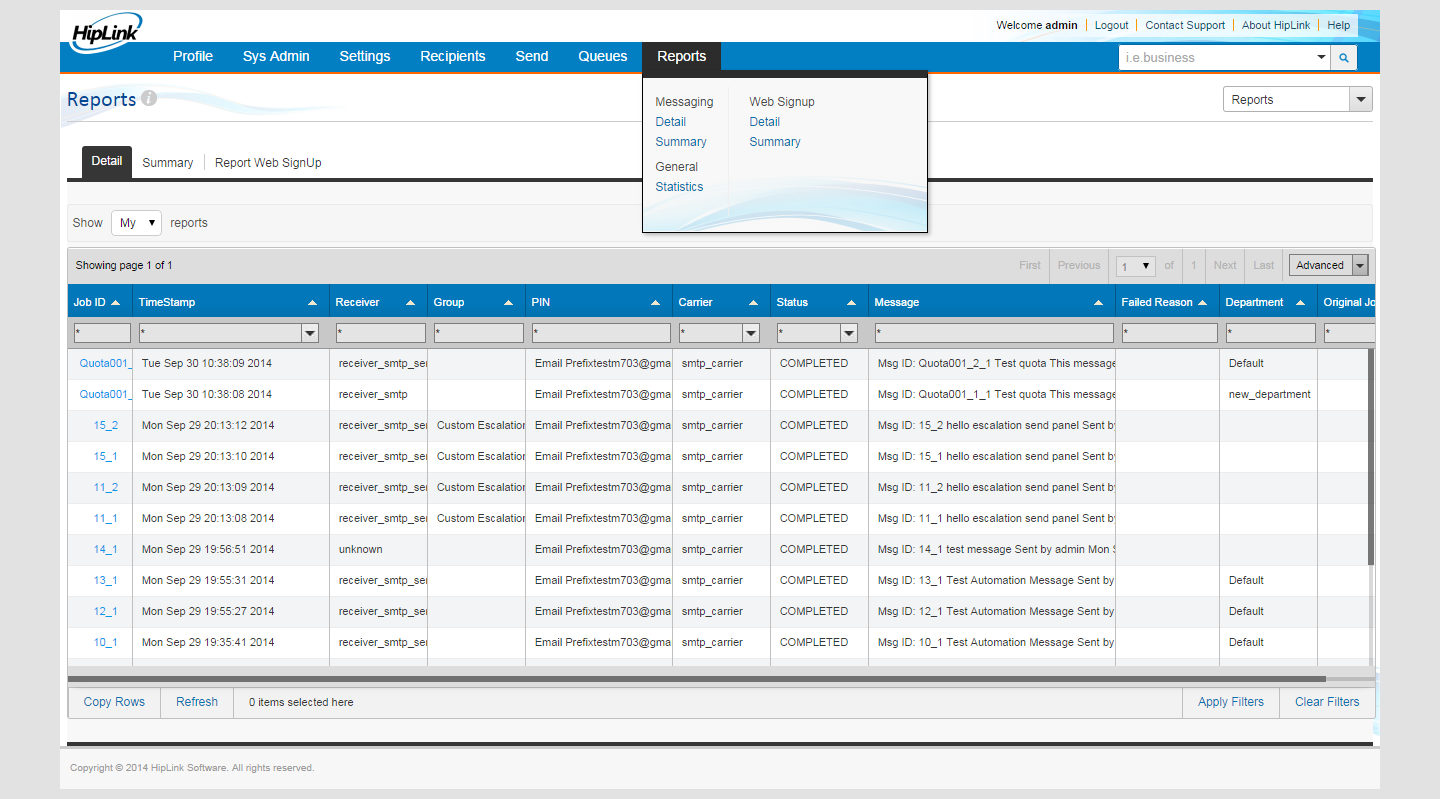 HipLink
Welcome admin Logout Contact Support About HipLink Help
Profile Sys Admin Settings Recipients Send Queues Reports i.e.business
Reports Reports
Messaging Web Signup
Detail Detail
Summary Summary
General
Statistics
Detail Summary Report Web SignUp
Show My reports
Showing page 1 of 1 First Previous 1 of 1 Next Last Advanced
Job ID TimeStamp Receiver Group PIN Carrier Status Message Failed Reason Department Original Jo
* * * * * * * * * * *
Quota001_ Tue Sep 30 10:38:09 2014 receiver_smtp_se Email Prefixtestm703@gma smtp_carrier COMPLETED Msg ID: Quota001_2_1 Test quota This message Default
Quota001_ Tue Sep 30 10:38:08 2014 receiver_smtp Email Prefixtestm703@gma smtp_carrier COMPLETED Msg ID: Quota001_1_1 Test quota This message new_department
15_2 Mon Sep 29 20:13:12 2014 receiver_smtp_se Custom Escalation Email Prefixtestm703@gma smtp_carrier COMPLETED Msg ID: 15_2 hello escalation send panel Sent by
15_1 Mon Sep 29 20:13:10 2014 receiver_smtp_se Custom Escalation Email Prefixtestm703@gma smtp_carrier COMPLETED Msg ID: 15_1 hello escalation send panel Sent by
11_2 Mon Sep 29 20:13:09 2014 receiver_smtp_se Custom Escalation Email Prefixtestm703@gma smtp_carrier COMPLETED Msg ID: 11_2 hello escalation send panel Sent by
11_1 Mon Sep 29 20:13:08 2014 receiver_smtp_se Custom Escalation Email Prefixtestm703@gma smtp_carrier COMPLETED Msg ID: 11_1 hello escalation send panel Sent by
14_1 Mon Sep 29 19:56:51 2014 unknown Email Prefixtestm703@gma smtp_carrier COMPLETED Msg ID: 14_1 test message Sent by admin Mon S
13_1 Mon Sep 29 19:55:31 2014 receiver_smtp_se Email Prefixtestm703@gma smtp_carrier COMPLETED Msg ID: 13_1 Test Automation Message Sent by Default
12_1 Mon Sep 29 19:55:27 2014 receiver_smtp_se Email Prefixtestm703@gma smtp_carrier COMPLETED Msg ID: 12_1 Test Automation Message Sent by Default
10_1 Mon Sep 29 19:35:41 2014 receiver_smtp_se Email Prefixtestm703@gma smtp_carrier COMPLETED Msg ID: 10_1 Test Automation Message Sent by Default
Copy Rows Refresh 0 items selected here Apply Filters Clear Filters
Copyright © 2014 HipLink Software. All rights reserved.